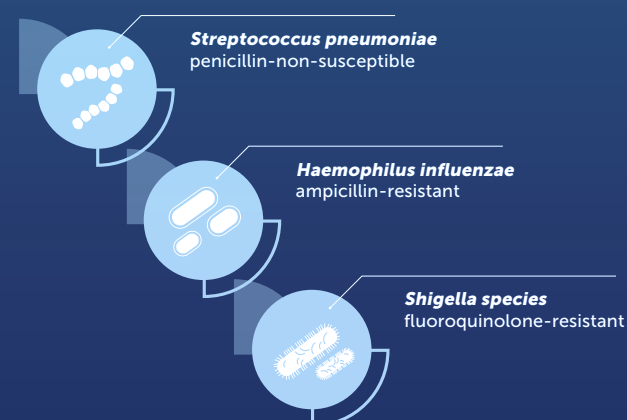 Streptococcus pneumoniae
penicillin-non-susceptible
Haemophilus influenzae
ampicillin-resistant
Shigella species
fluoroquinolone-resistant